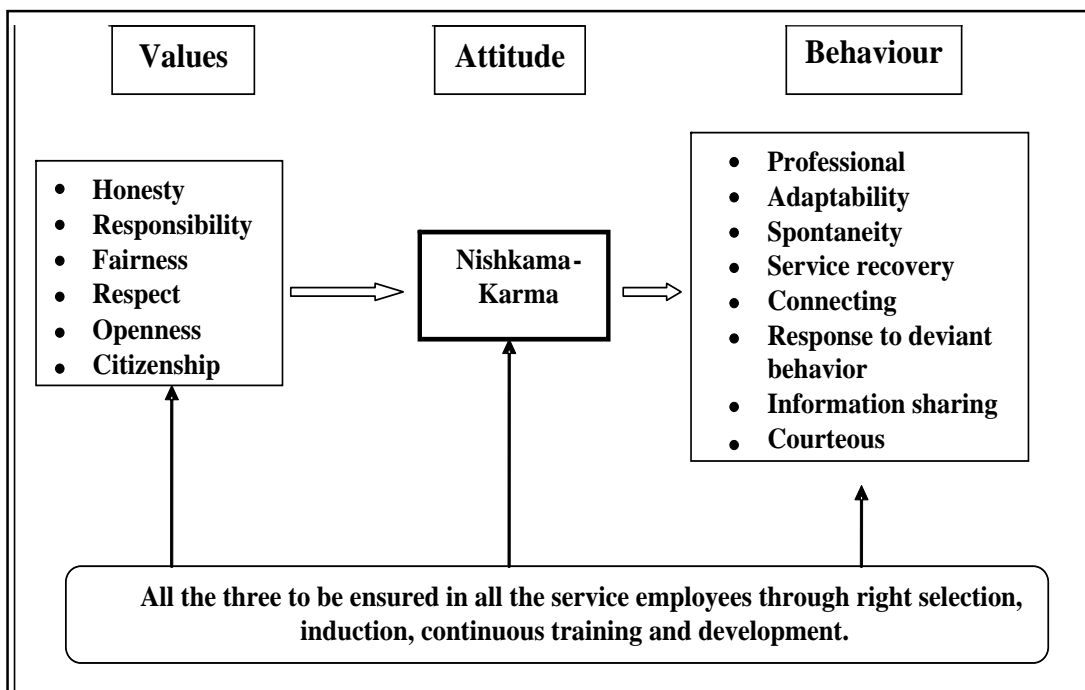 Values
Attitude
Behaviour
• Honesty
• Responsibility
• Fairness
• Respect
• Openness
• Citizenship
Nishkama-
Karma
• Professional
• Adaptability
• Spontaneity
• Service recovery
• Connecting
• Response to deviant
behavior
• Information sharing
• Courteous
All the three to be ensured in all the service employees through right selection,
induction, continuous training and development.